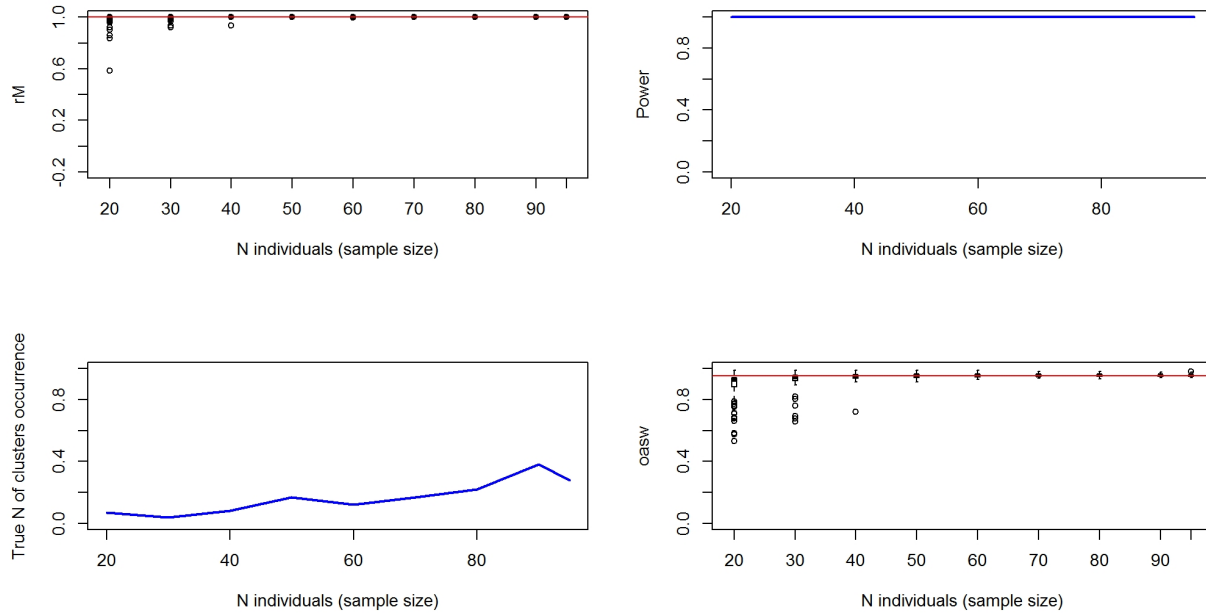 rM
1.0
0.6
0.2
-0.2
20 30 40 50 60 70 80 90
N individuals (sample size)
Power
0.8
0.4
0.0
20 40 60 80
N individuals (sample size)
True N of clusters occurrence
0.8
0.4
0.0
20 40 60 80
N individuals (sample size)
oasw
0.8
0.4
0.0
20 30 40 50 60 70 80 90
N individuals (sample size)